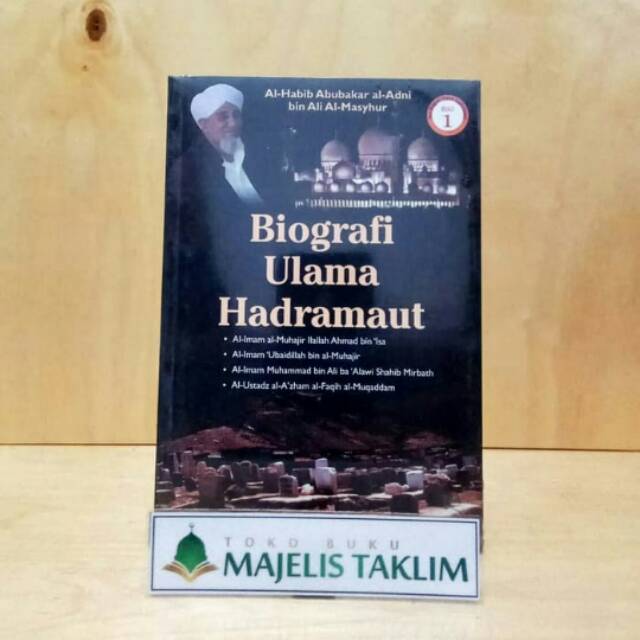 Al-Habib Abubakar al-Adni
bin Ali Al-Masyhur
1
Biografi
Ulama
Hadramaut
• Al-Imam al-Muhajir Ilallah Ahmad bin 'Isa
• Al-Imam 'Ubaidillah bin al-Muhajir
• Al-Imam Muhammad bin Ali ba 'Alawi Shahib Mirbath
• Al-Ustadz al-A'zham al-Faqih al-Muqaddam
TOKO BUKU
MAJELIS TAKLIM